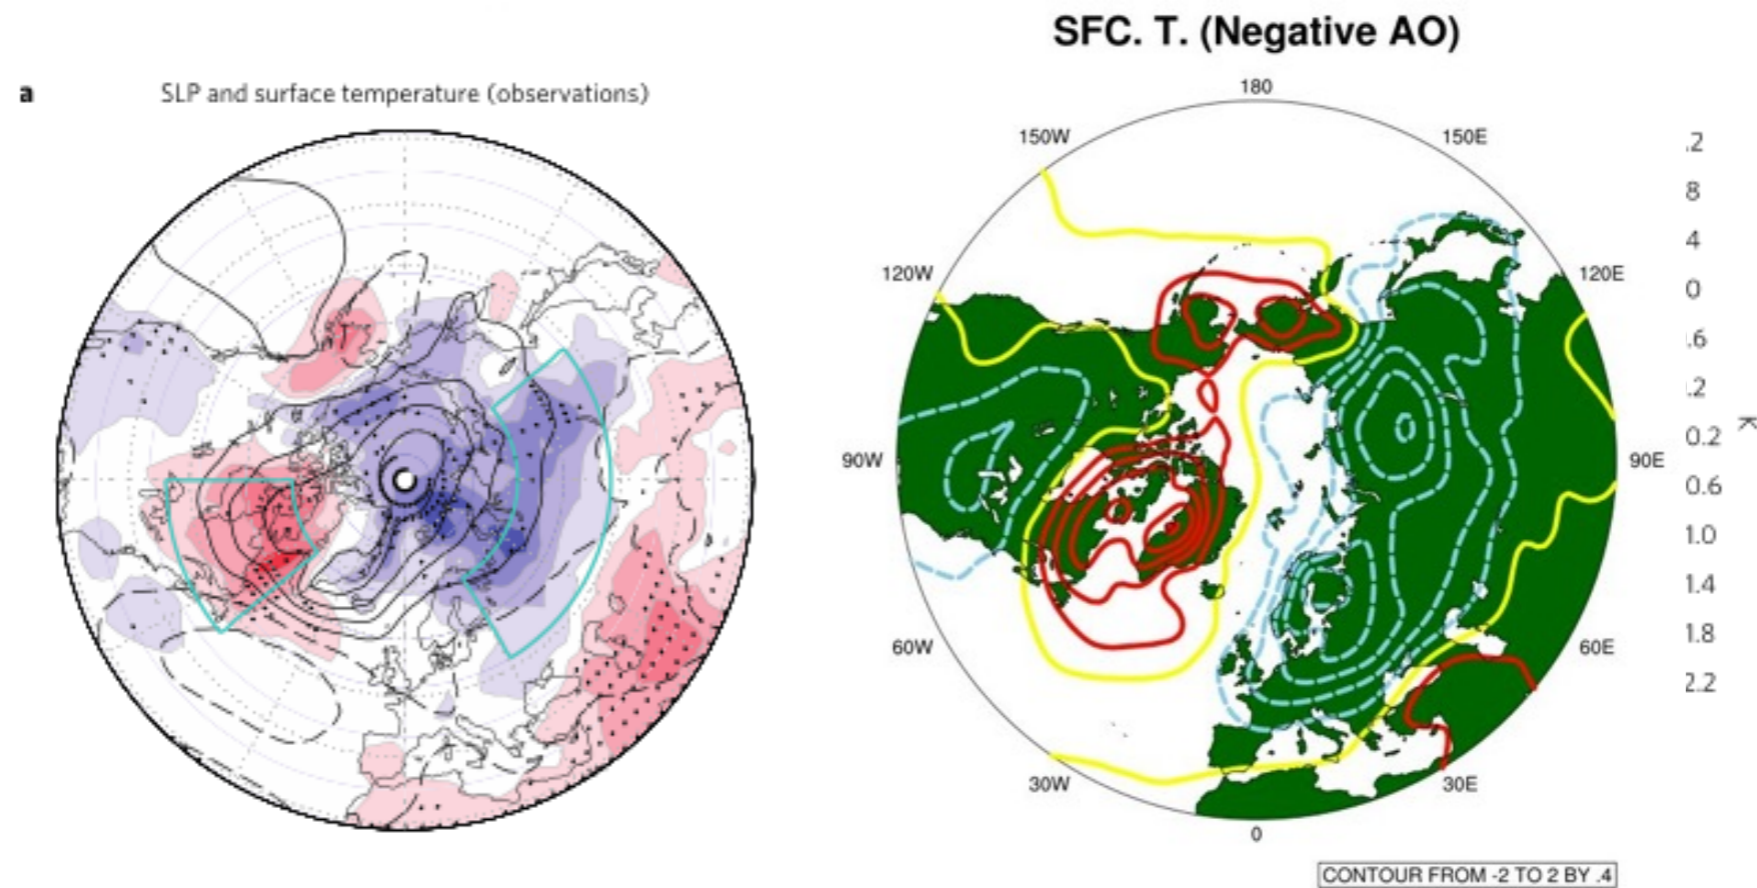 SFC. T. (Negative AO)
a SLP and surface temperature (observations)
180
150W 150E
120W 120E
90W 90E
60W 60E
30W 30E
0
.2
8
4
0
.6
.2
0.2
0.6
1.0
1.4
1.8
2.2
K
CONTOUR FROM -2 TO 2 BY .4